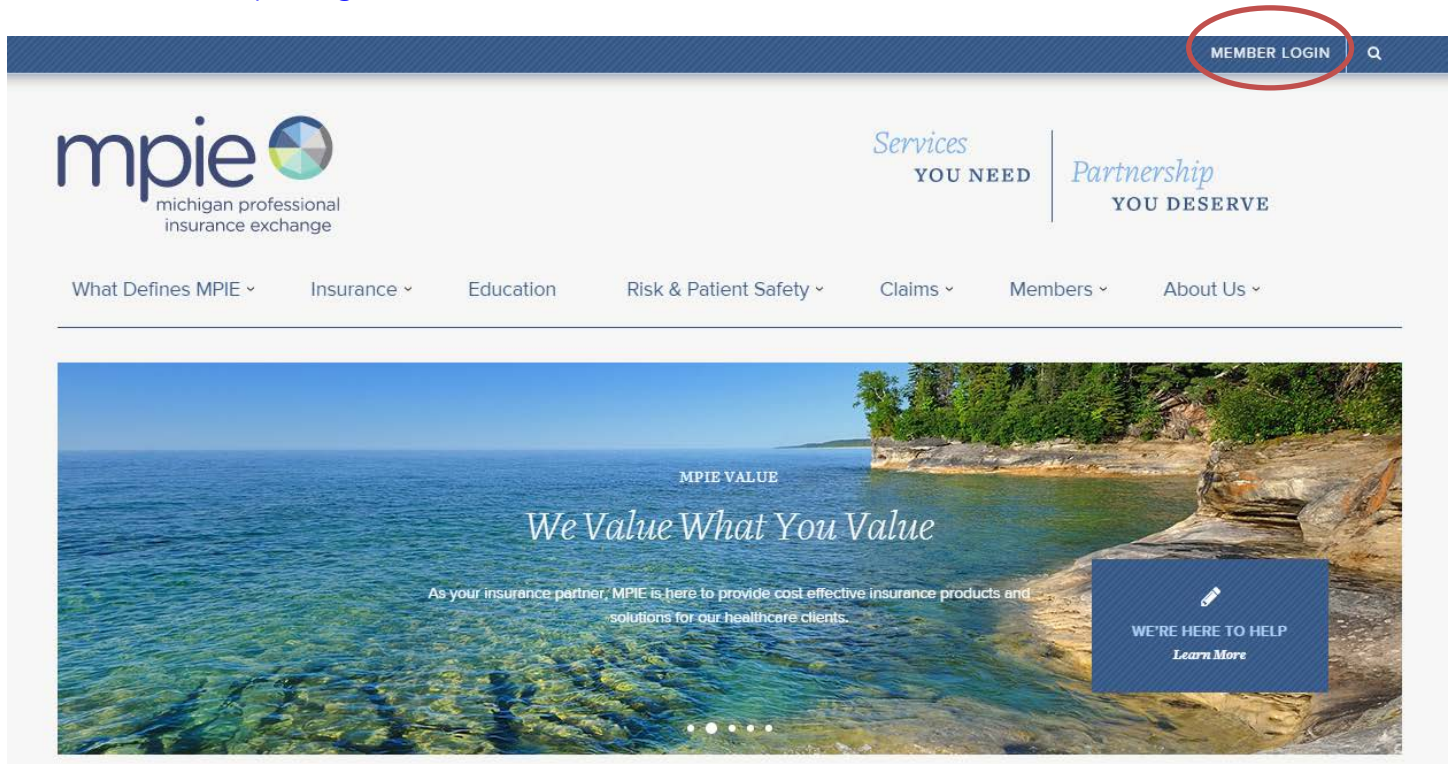 MEMBER LOGIN
mpie
michigan professional
insurance exchange
Services
YOU NEED
Partnership
YOU DESERVE
What Defines MPIE
Insurance
Education
Risk & Patient Safety
Claims
Members
About Us
MPIE VALUE
We Value What You Value
As your insurance partner, MPIE is here to provide cost effective insurance products and
solutions for our healthcare clients.
WE'RE HERE TO HELP
Learn More